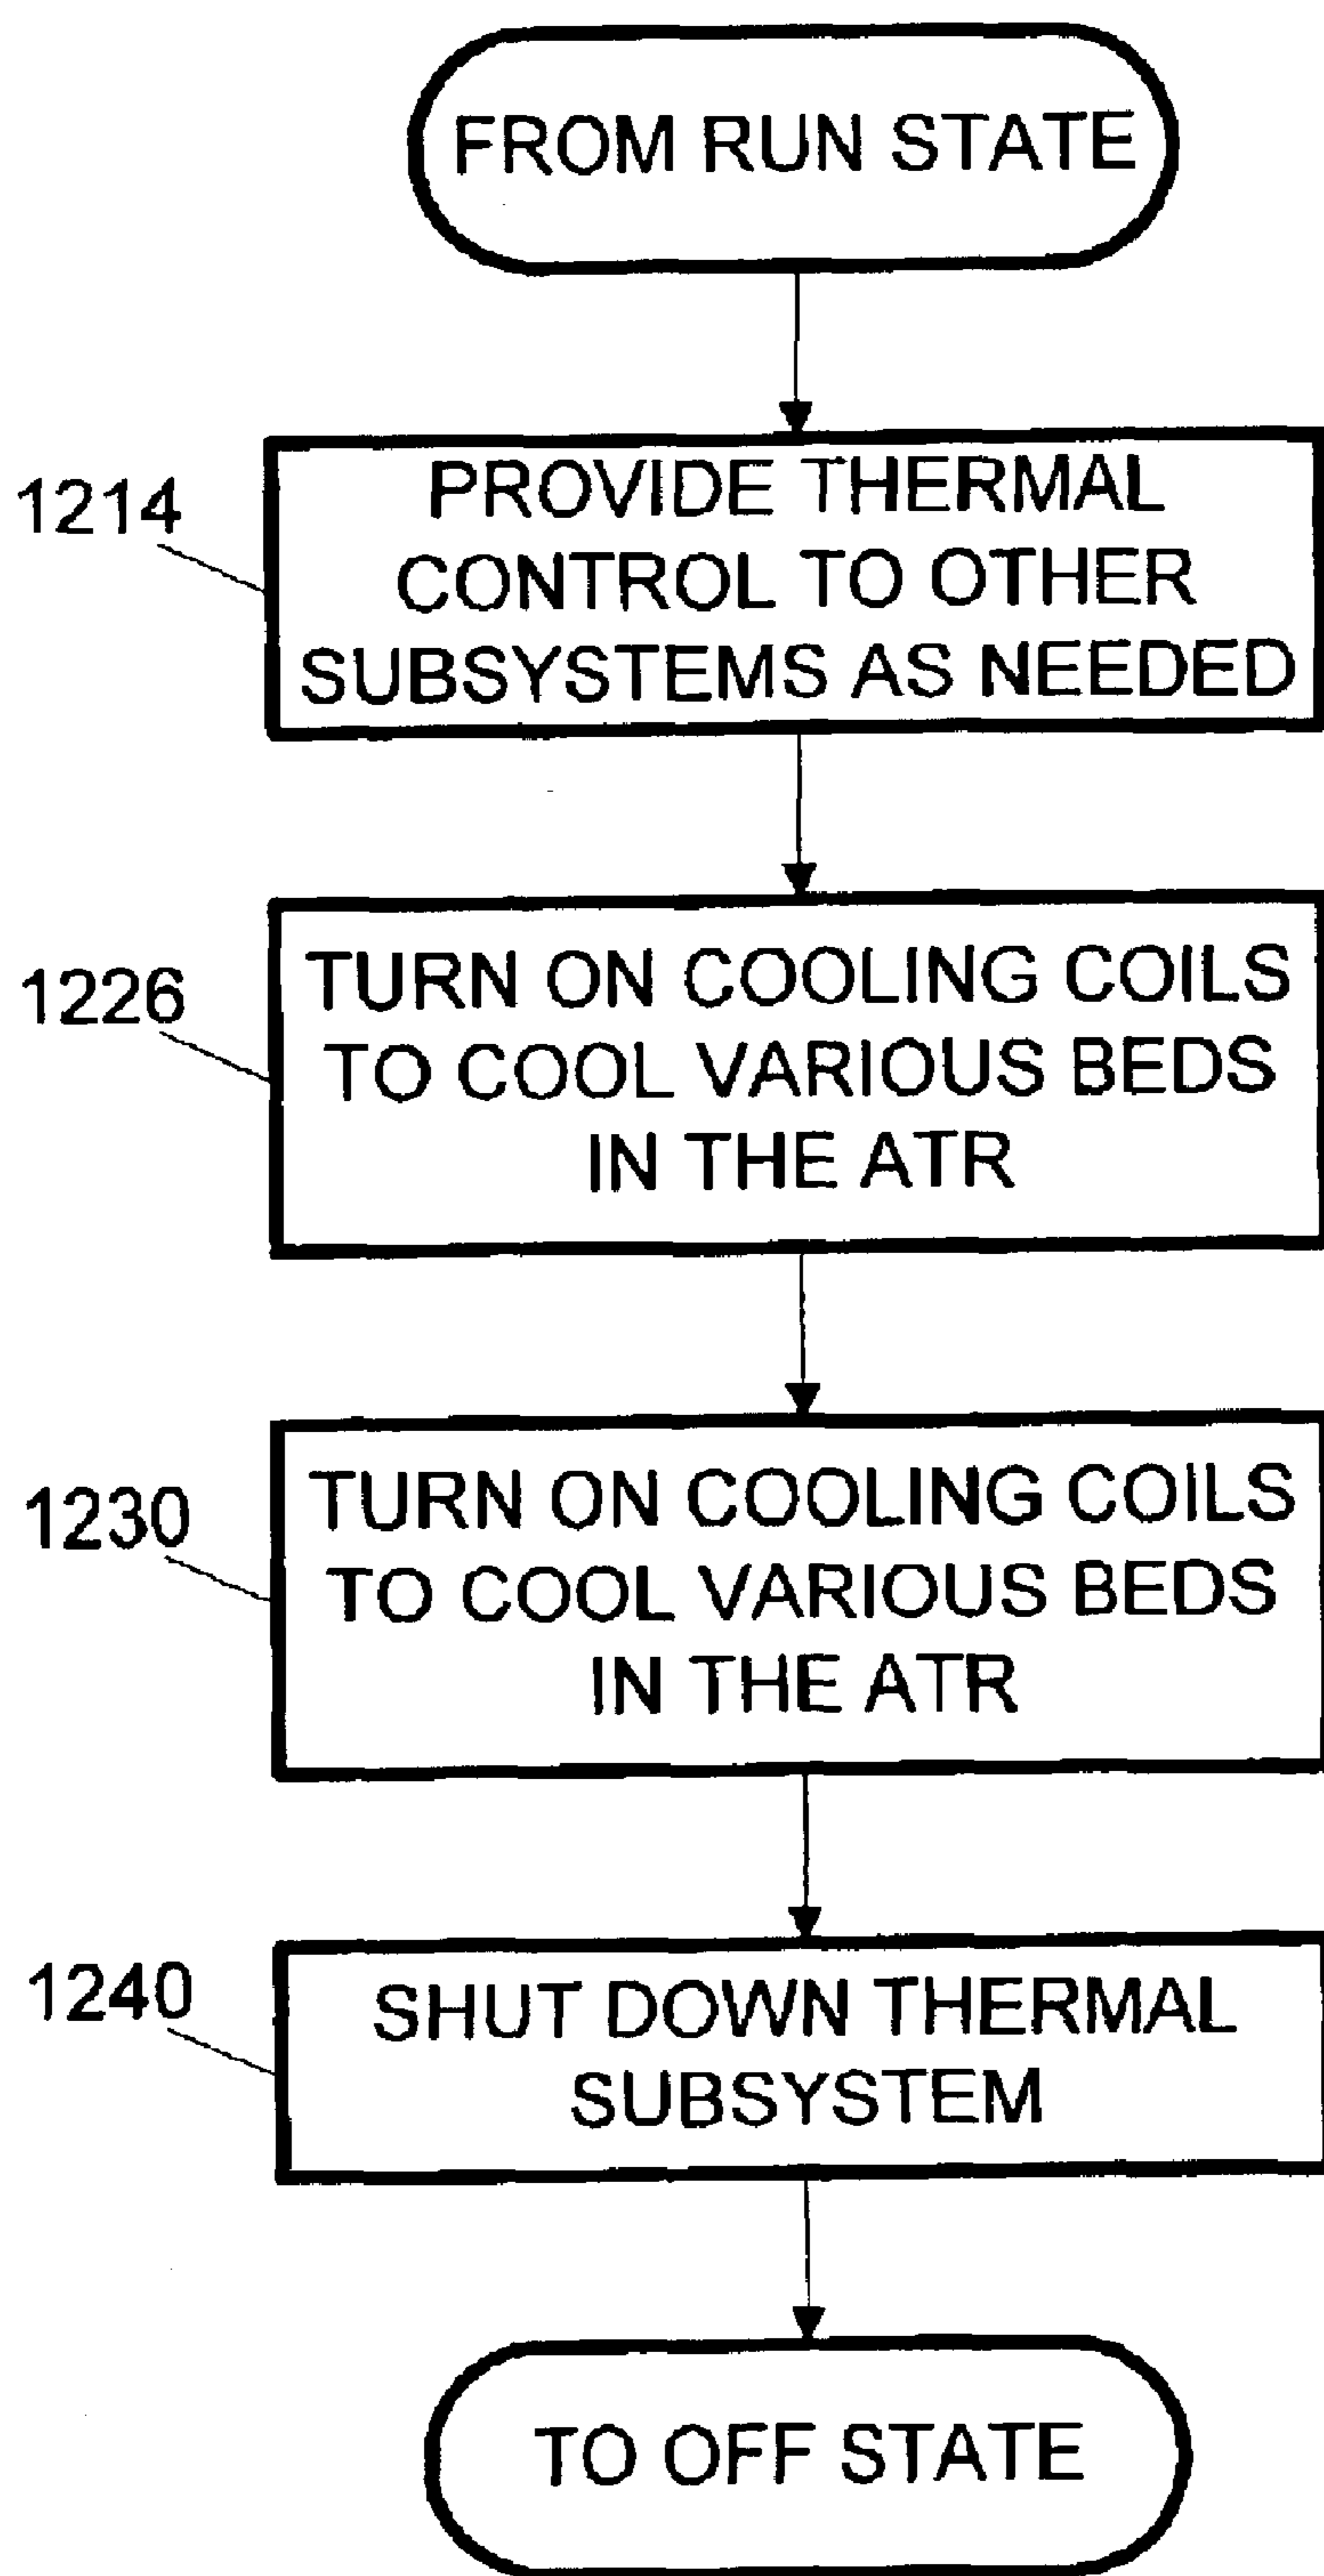 FROM RUN STATE
1214
PROVIDE THERMAL
CONTROL TO OTHER
SUBSYSTEMS AS NEEDED
1226
TURN ON COOLING COILS
TO COOL VARIOUS BEDS
IN THE ATR
1230
TURN ON COOLING COILS
TO COOL VARIOUS BEDS
IN THE ATR
1240
SHUT DOWN THERMAL
SUBSYSTEM
TO OFF STATE